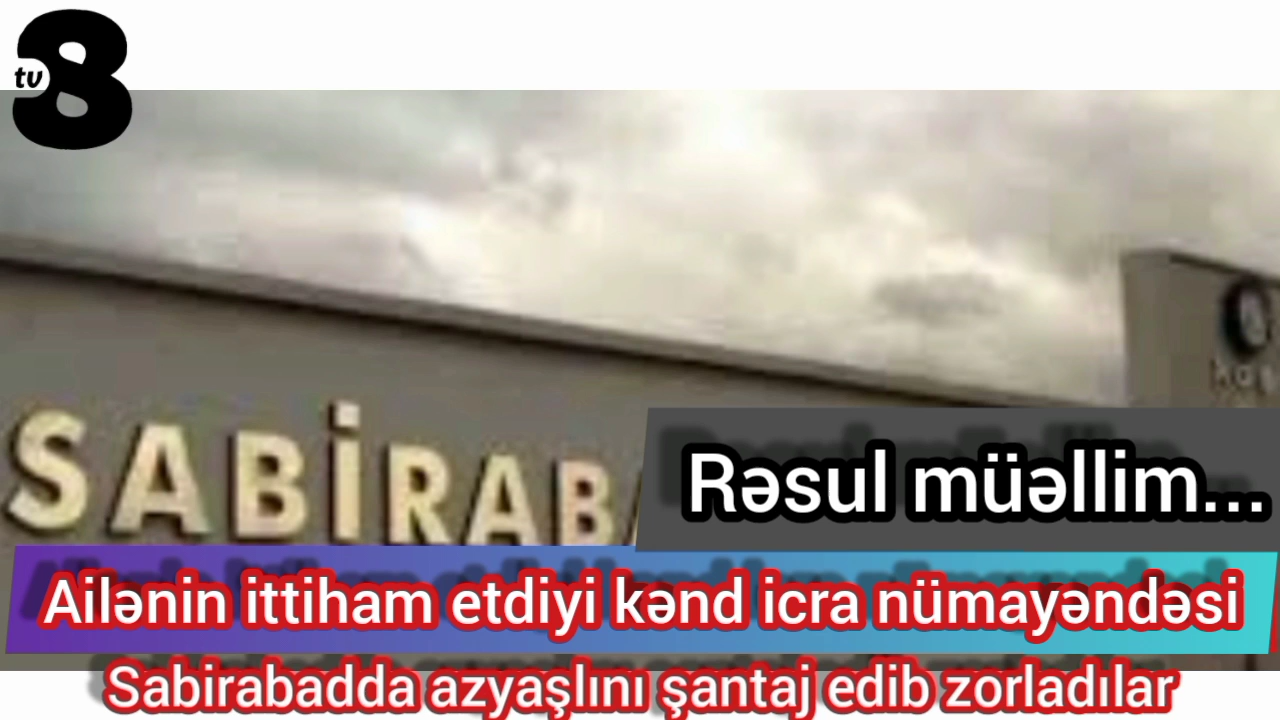 tv8
SABİRAB
Rəsul müəllim...
Ailənin ittiham etdiyi kənd icra nümayəndəsi
Sabirabadda azyaşlını şantaj edib zorladılar